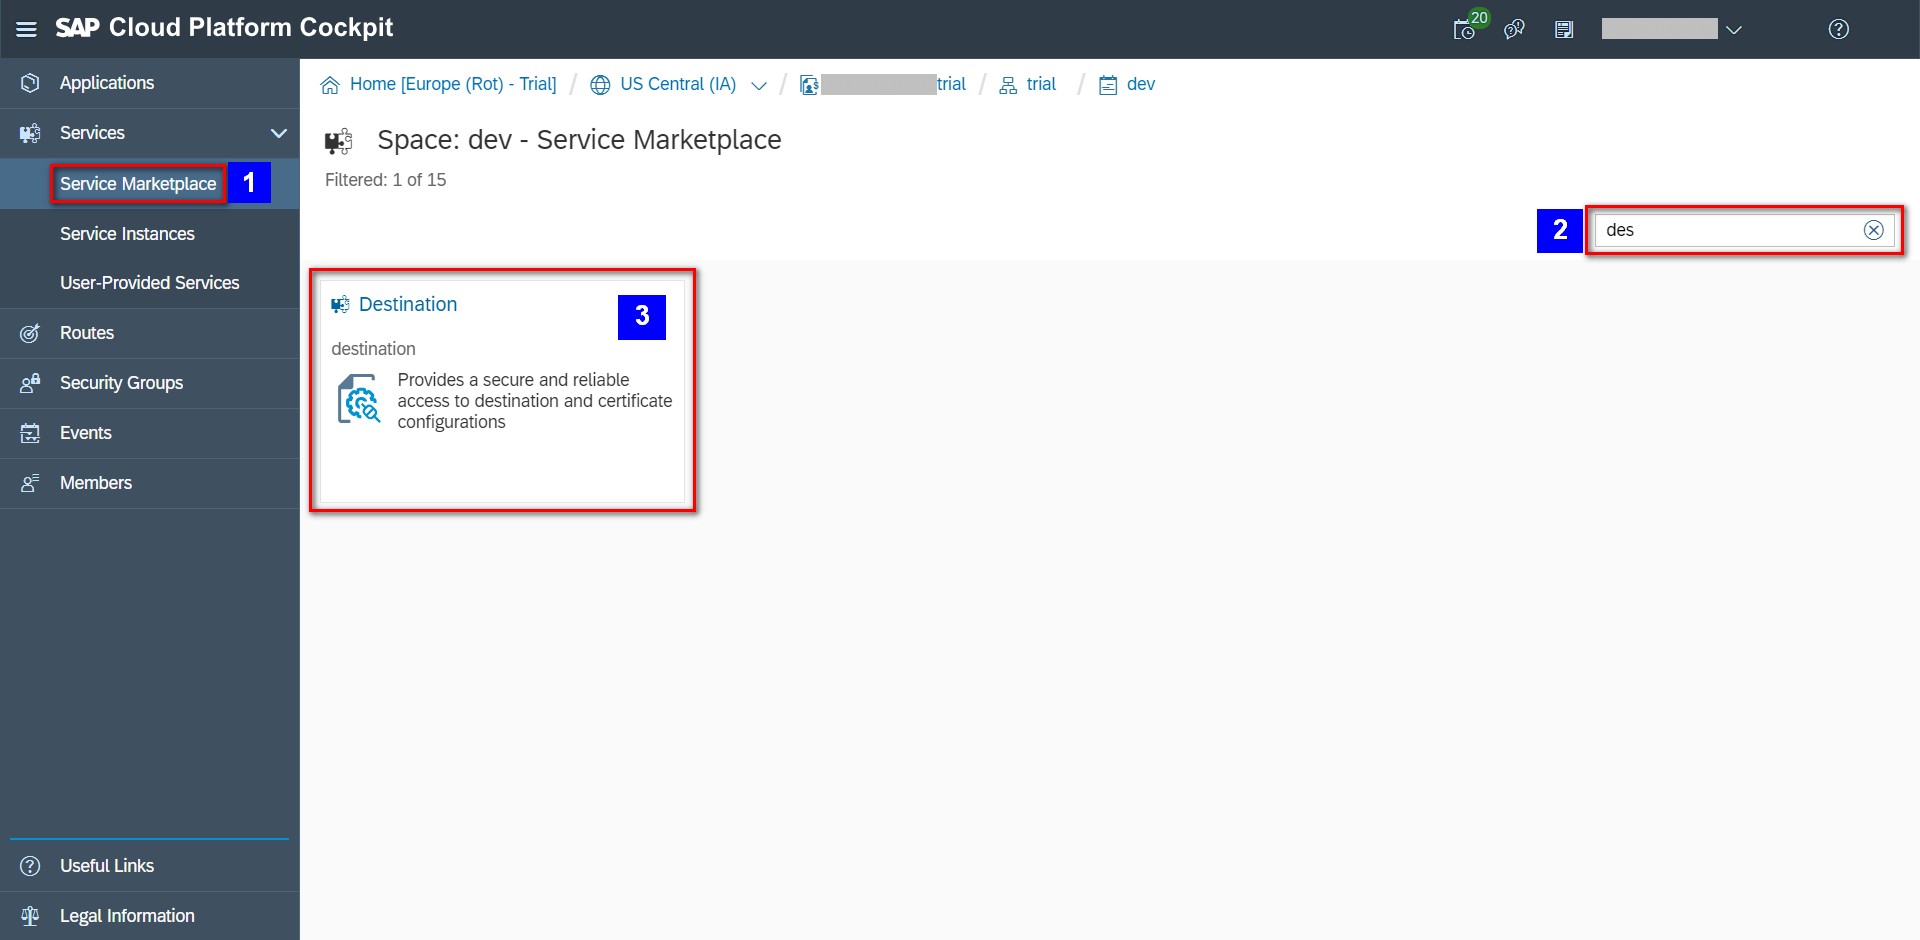 SAP Cloud Platform Cockpit
20
Applications
Services
Service Marketplace
1
Service Instances
User-Provided Services
Routes
Security Groups
Events
Members
Useful Links
Legal Information
Home [Europe (Rot) - Trial] / US Central (IA) / trial / trial / dev
Space: dev - Service Marketplace
Filtered: 1 of 15
2
des
Destination
3
destination
Provides a secure and reliable
access to destination and certificate
configurations